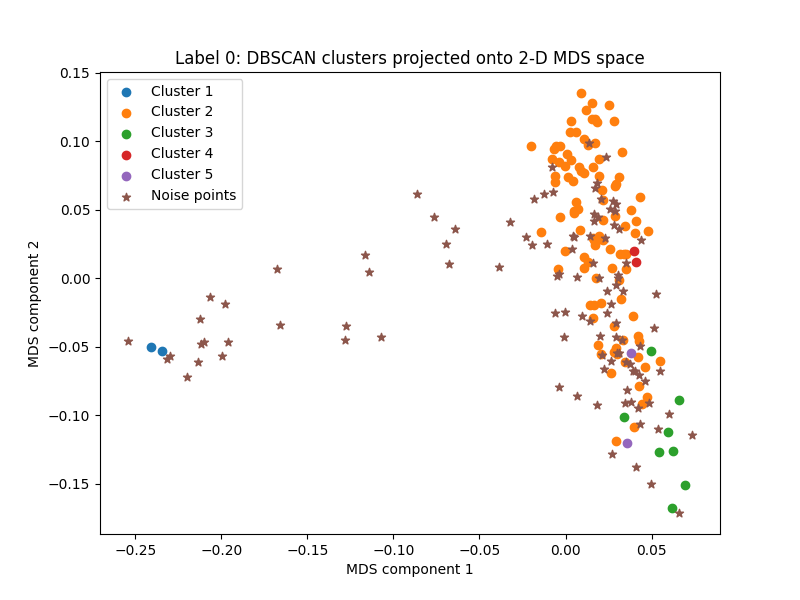 Label 0: DBSCAN clusters projected onto 2-D MDS space
0.15
0.10
0.05
0.00
−0.05
−0.10
−0.15
MDS component 2
Cluster 1
Cluster 2
Cluster 3
Cluster 4
Cluster 5
Noise points
−0.25 −0.20 −0.15 −0.10 −0.05 0.00 0.05
MDS component 1